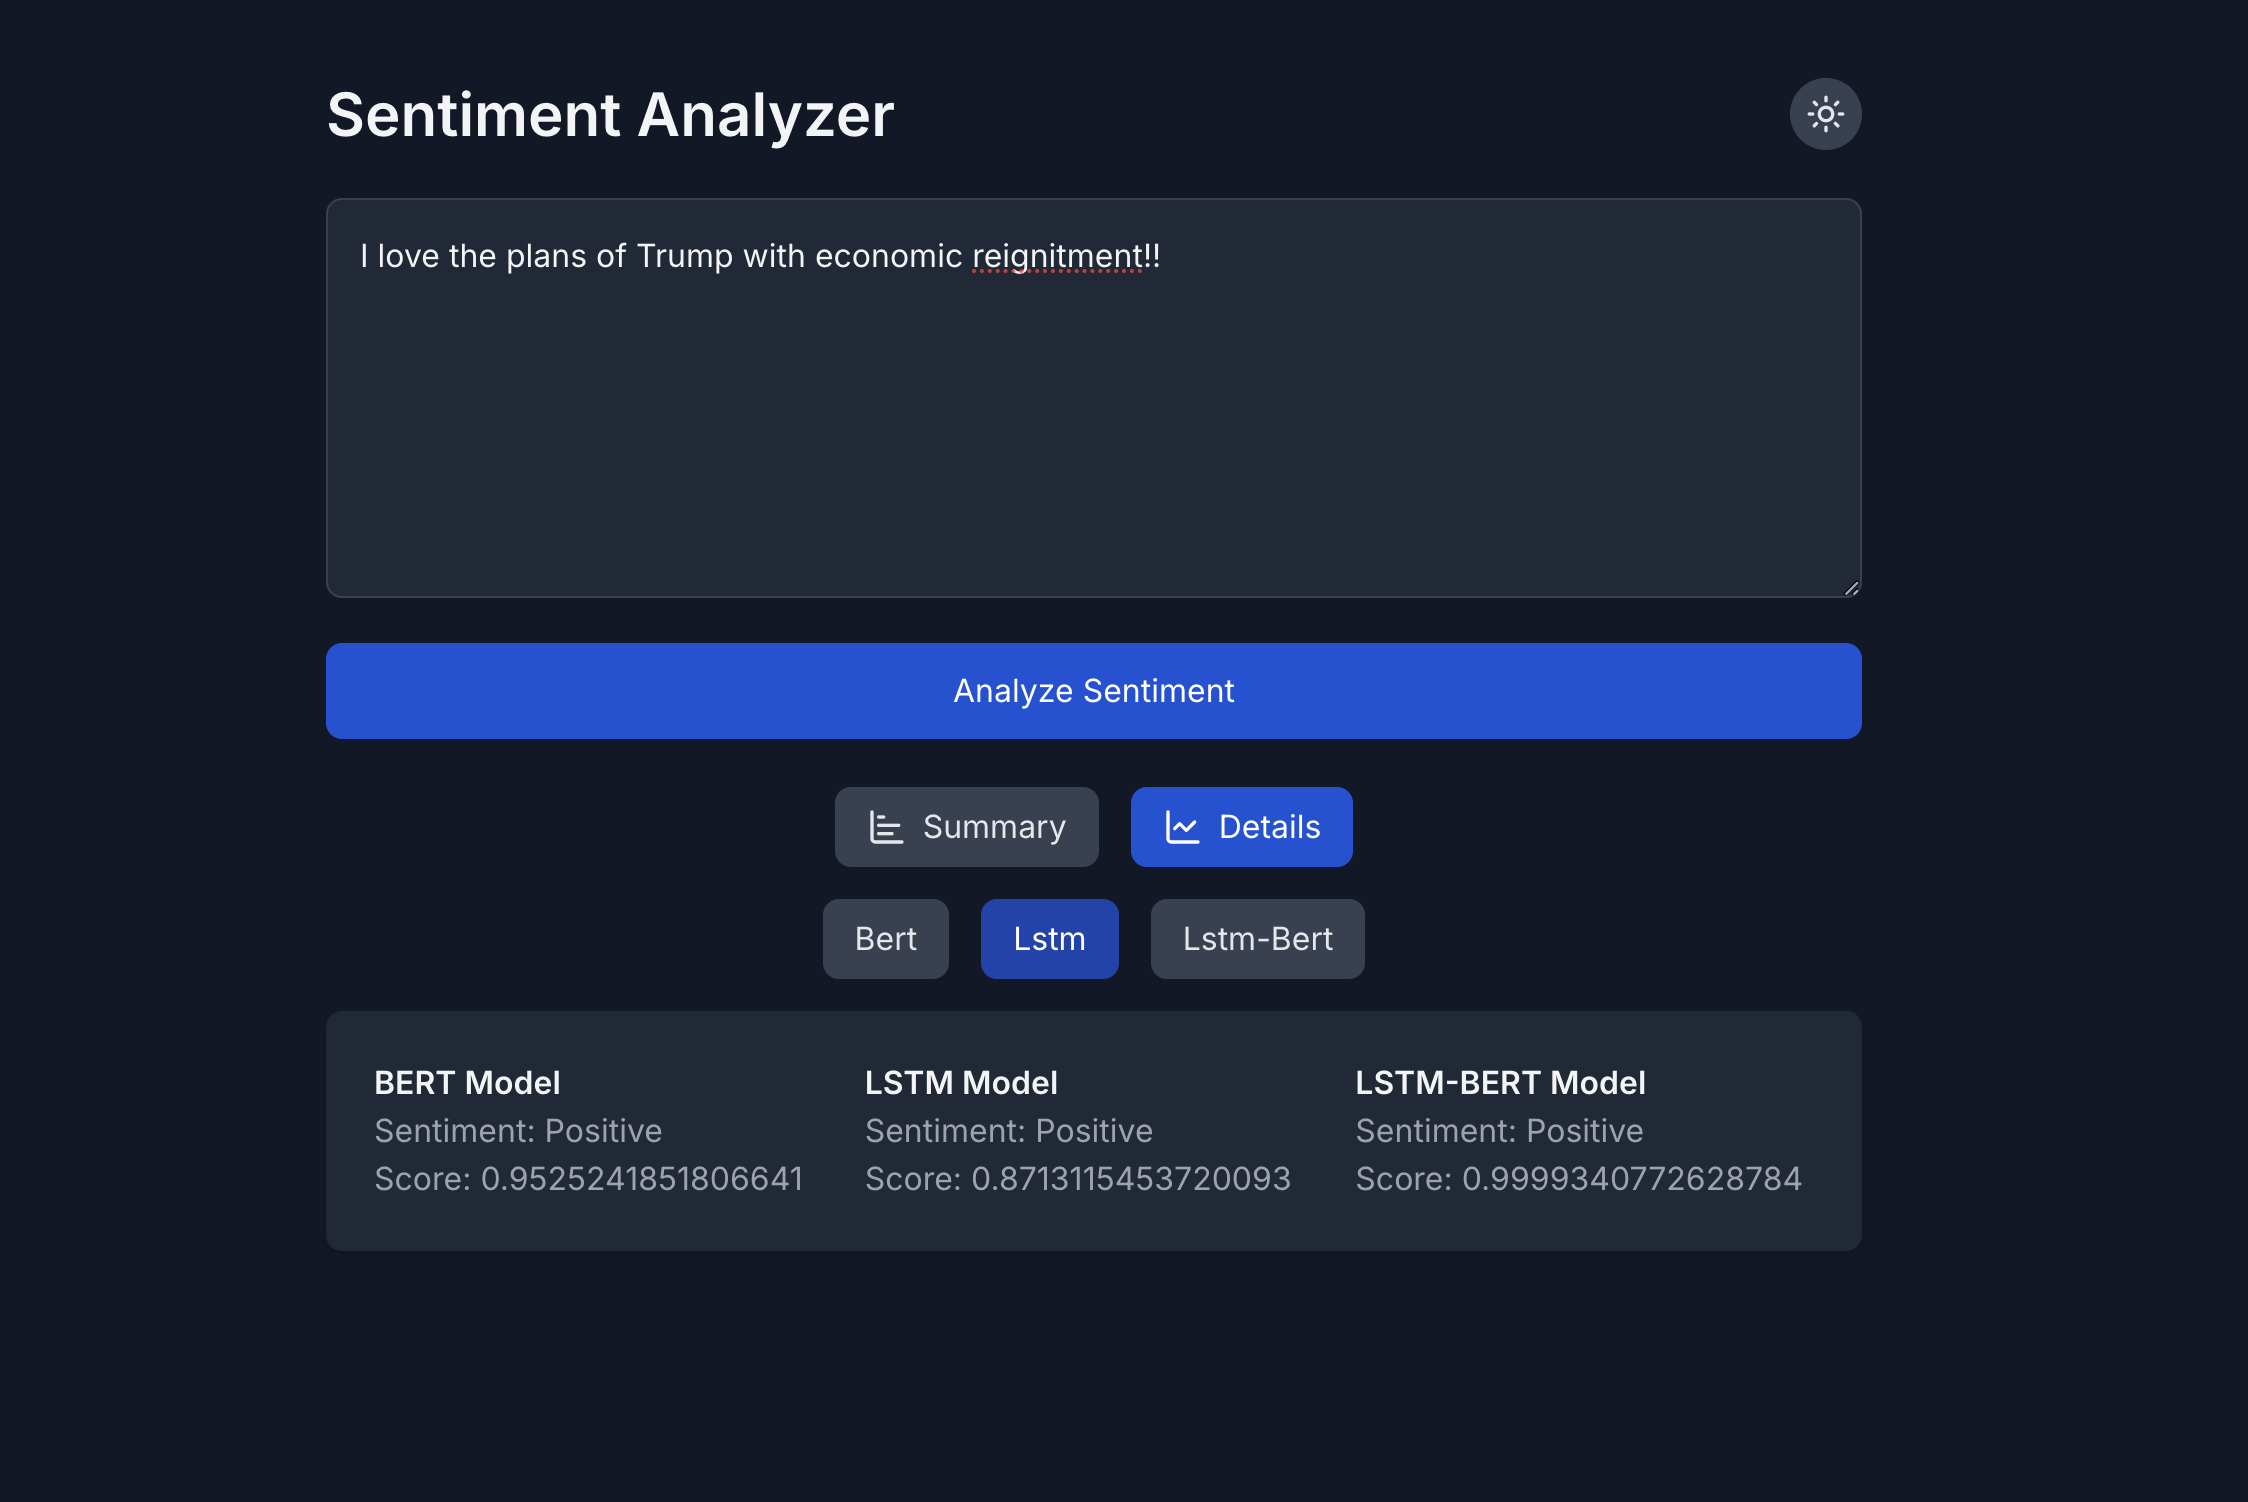 Sentiment Analyzer
I love the plans of Trump with economic reignitment!!
Analyze Sentiment
Summary Details
Bert Lstm Lstm-Bert
BERT Model LSTM Model LSTM-BERT Model
Sentiment: Positive Sentiment: Positive Sentiment: Positive
Score: 0.9525241851806641 Score: 0.8713115453720093 Score: 0.9999340772628784